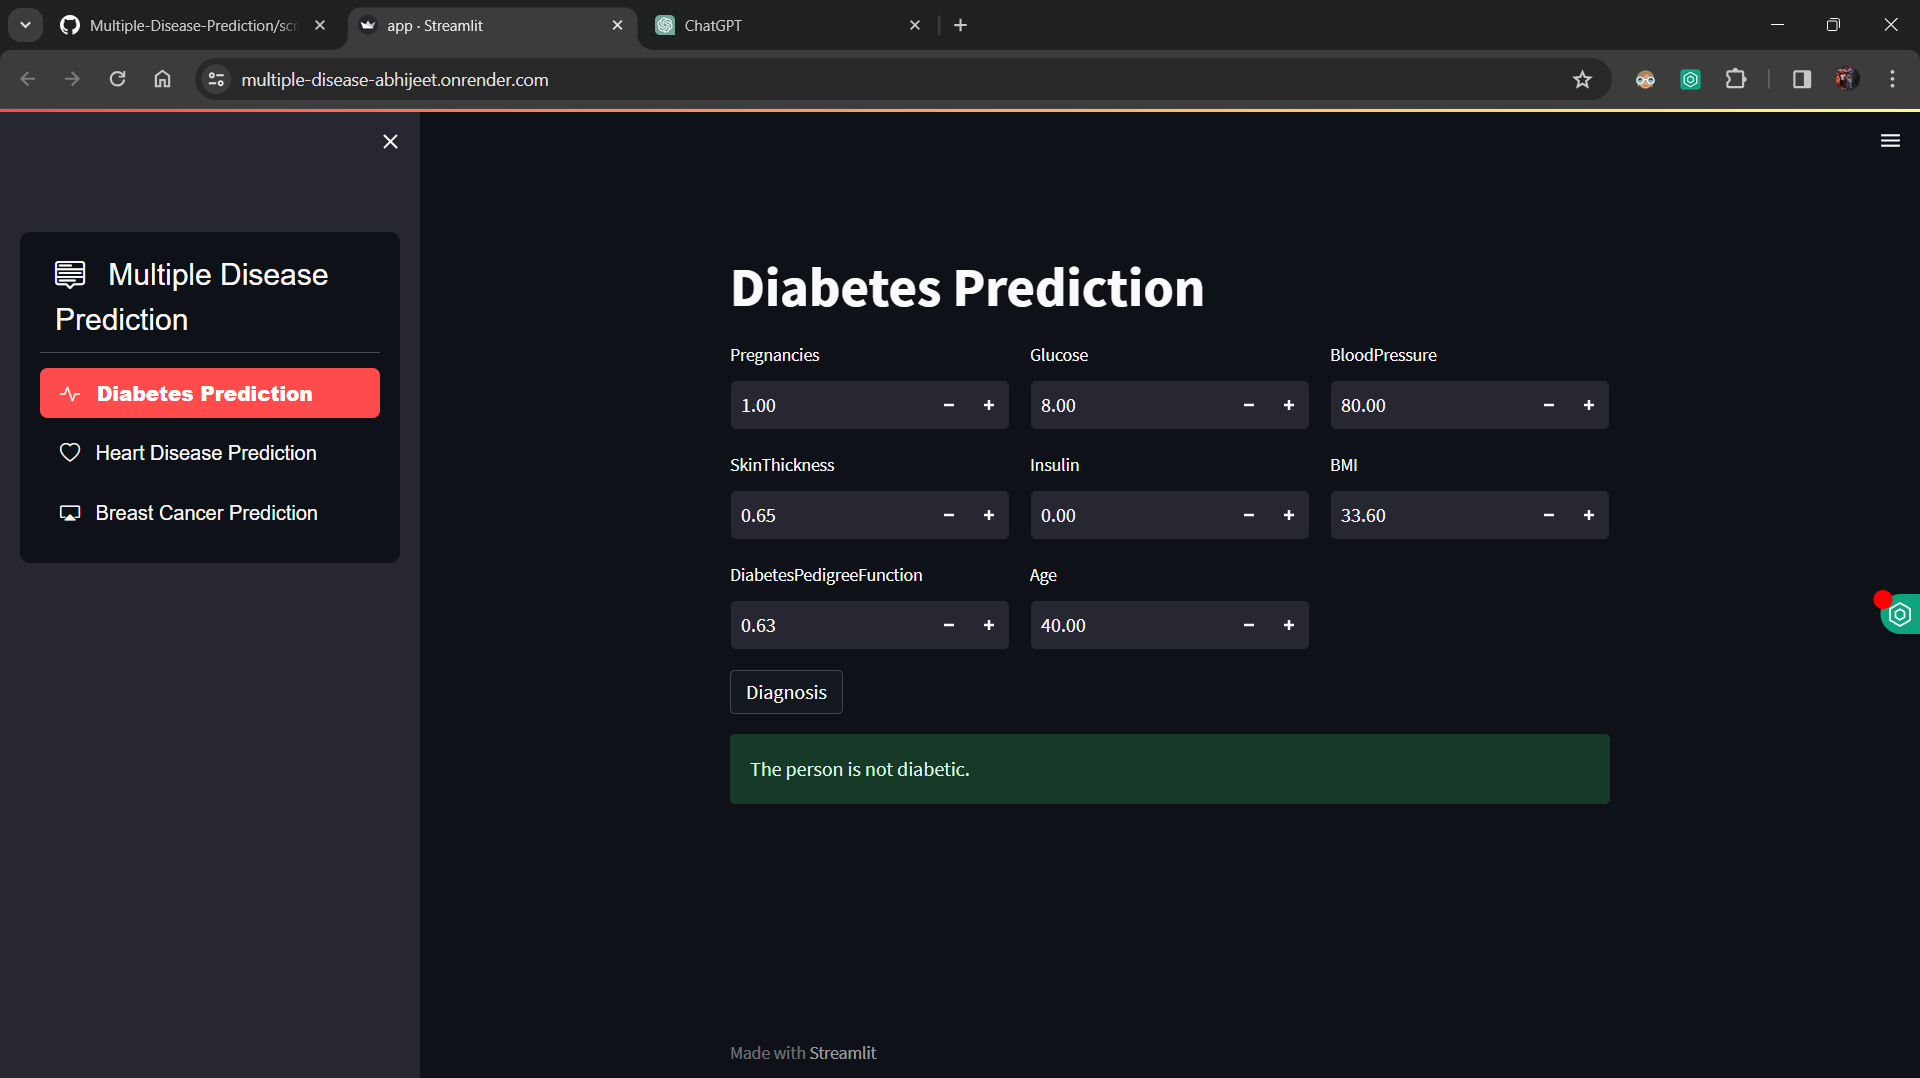 Multiple-Disease-Prediction/scr
app · Streamlit
ChatGPT
multiple-disease-abhijeet.onrender.com
Multiple Disease
Prediction
Diabetes Prediction
Heart Disease Prediction
Breast Cancer Prediction
Diabetes Prediction
Pregnancies Glucose BloodPressure
1.00 8.00 80.00
SkinThickness Insulin BMI
0.65 0.00 33.60
DiabetesPedigreeFunction Age
0.63 40.00
Diagnosis
The person is not diabetic.
Made with Streamlit